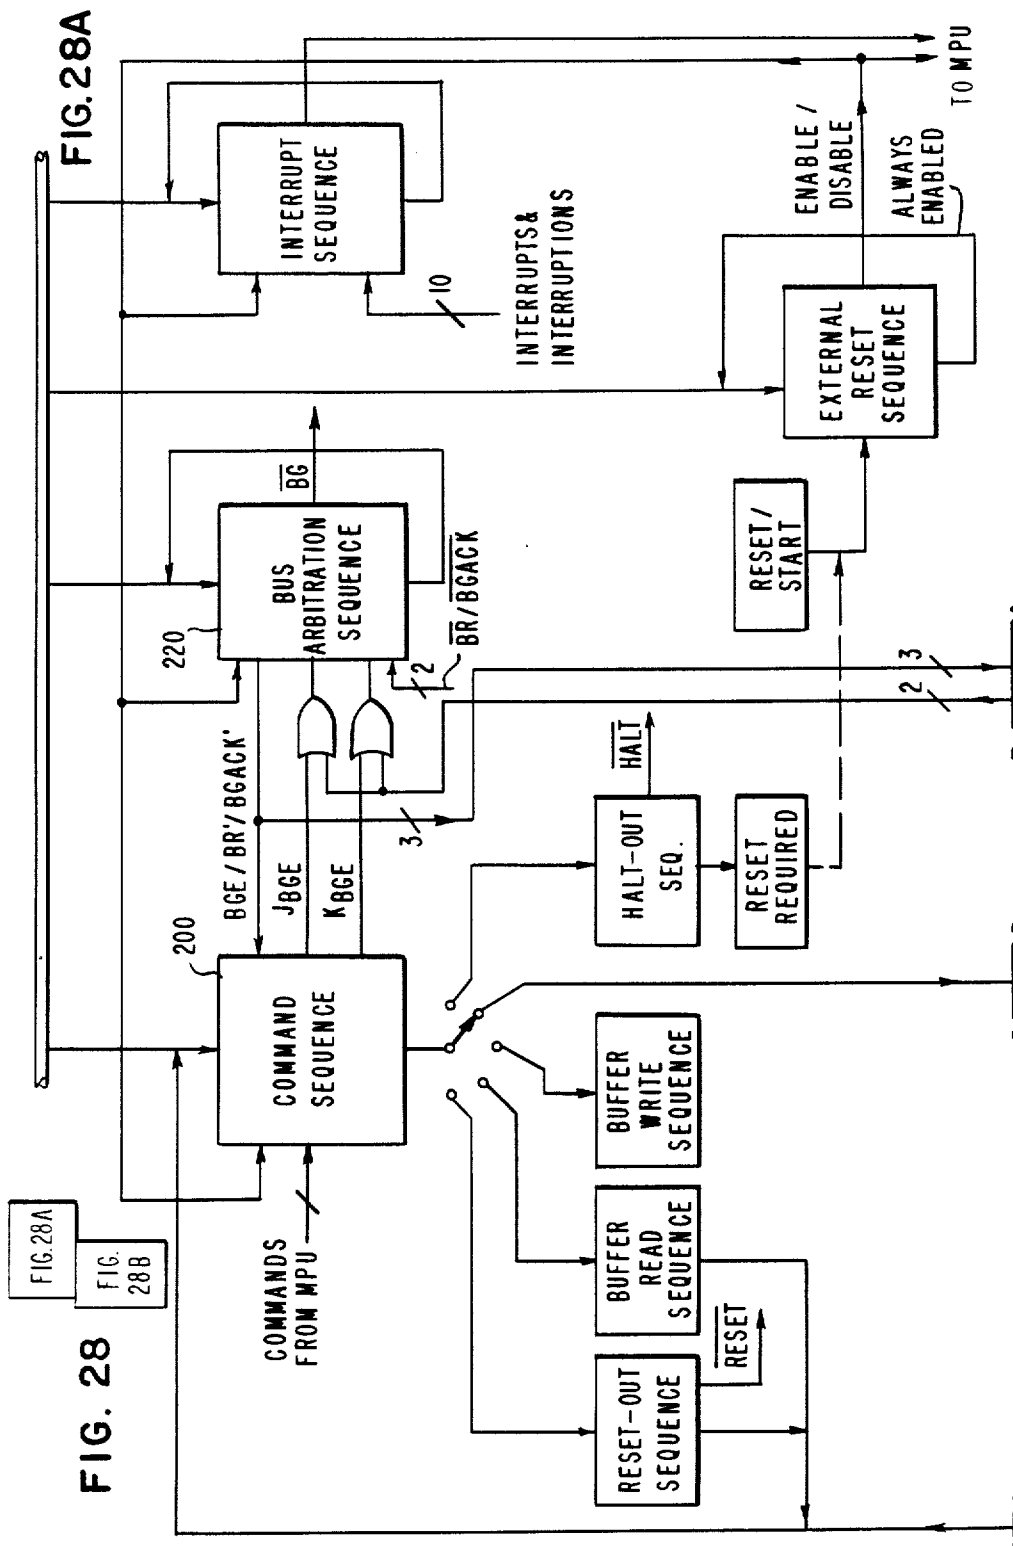 FIG. 28
FIG. 28A
FIG.
28B
FIG. 28A
COMMANDS
FROM MPU
COMMAND
SEQUENCE
200
BGE/BR'/BGACK'
JBGE
KBGE
3
220
BUS
ARBITRATION
SEQUENCE
BG
2
BR/BGACK
INTERRUPT
SEQUENCE
10
INTERRUPTS &
INTERRUPTIONS
RESET-OUT
SEQUENCE
RESET
BUFFER
READ
SEQUENCE
BUFFER
WRITE
SEQUENCE
HALT-OUT
SEQ.
HALT
RESET
REQUIRED
2
3
RESET/
START
EXTERNAL
RESET
SEQUENCE
ENABLE/
DISABLE
ALWAYS
ENABLED
TO MPU